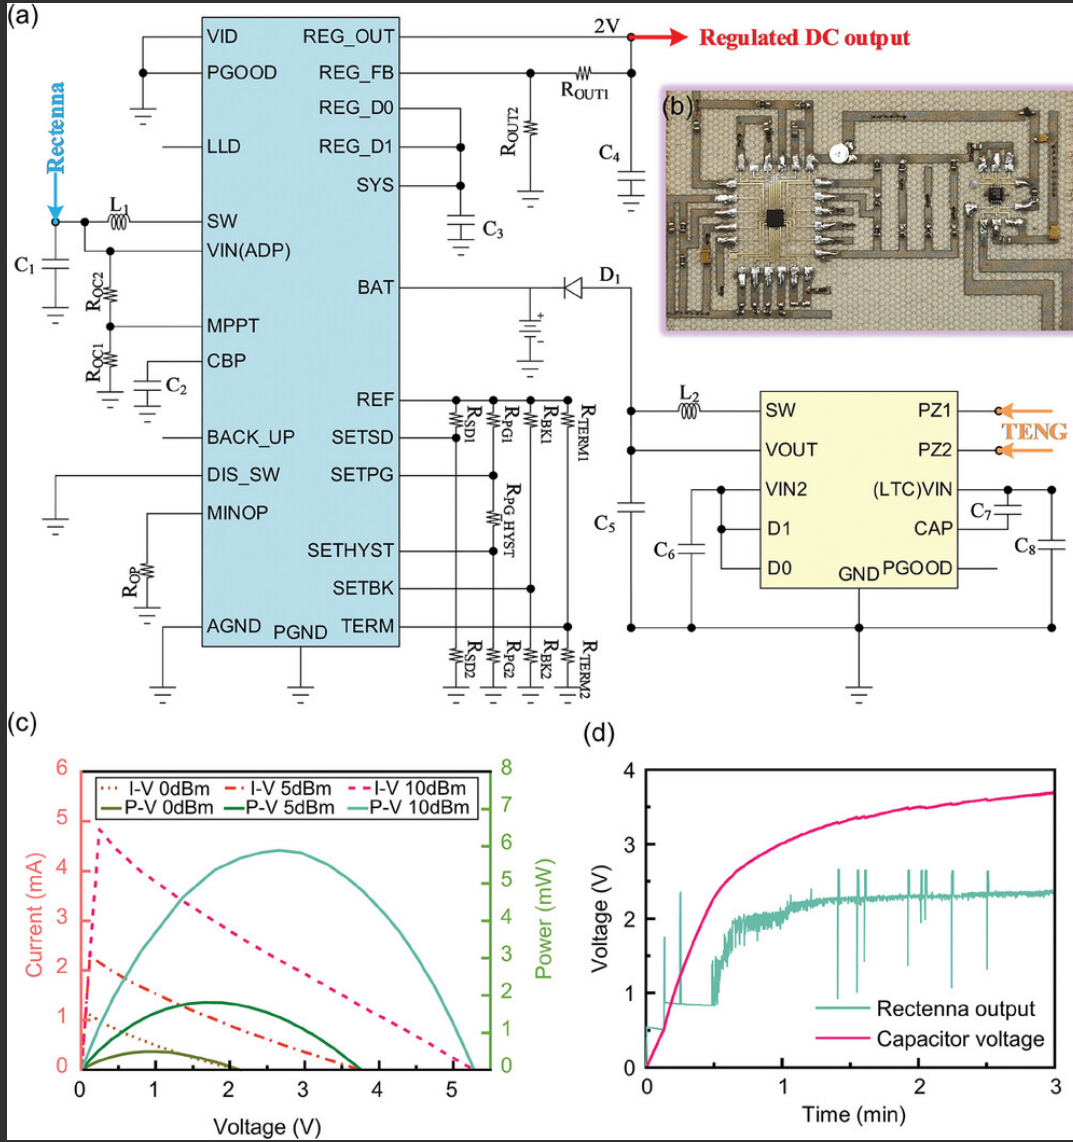 (a)
VID
PGOOD
LLD
SW
VIN(ADP)
MPPT
CBP
BACK_UP
DIS_SW
MINOP
AGND
PGND
REG_OUT
REG_FB
REG_D0
REG_D1
SYS
BAT
REF
SETSD
SETPG
SETHYST
SETBK
TERM
Rectenna
L1
C1
ROC2
ROC1
C2
ROP
2V
Regulated DC output
ROUT1
ROUT2
C4
C3
D1
+
-
RSD1
RPG1
RBK1
RTERM1
RPG_HYST
RSD2
RPG2
RBK2
RTERM2
(b)
L2
C5
C6
SW
VOUT
VIN2
D1
D0
GND
PZ1
PZ2
(LTC)VIN
CAP
PGOOD
TENG
C7
C8
(c)
I-V 0dBm
I-V 5dBm
I-V 10dBm
P-V 0dBm
P-V 5dBm
P-V 10dBm
Current (mA)
6
5
4
3
2
1
0
Power (mW)
8
7
6
5
4
3
2
1
0
0
1
2
3
4
5
Voltage (V)
(d)
Voltage (V)
4
3
2
1
0
Rectenna output
Capacitor voltage
0
1
2
3
Time (min)